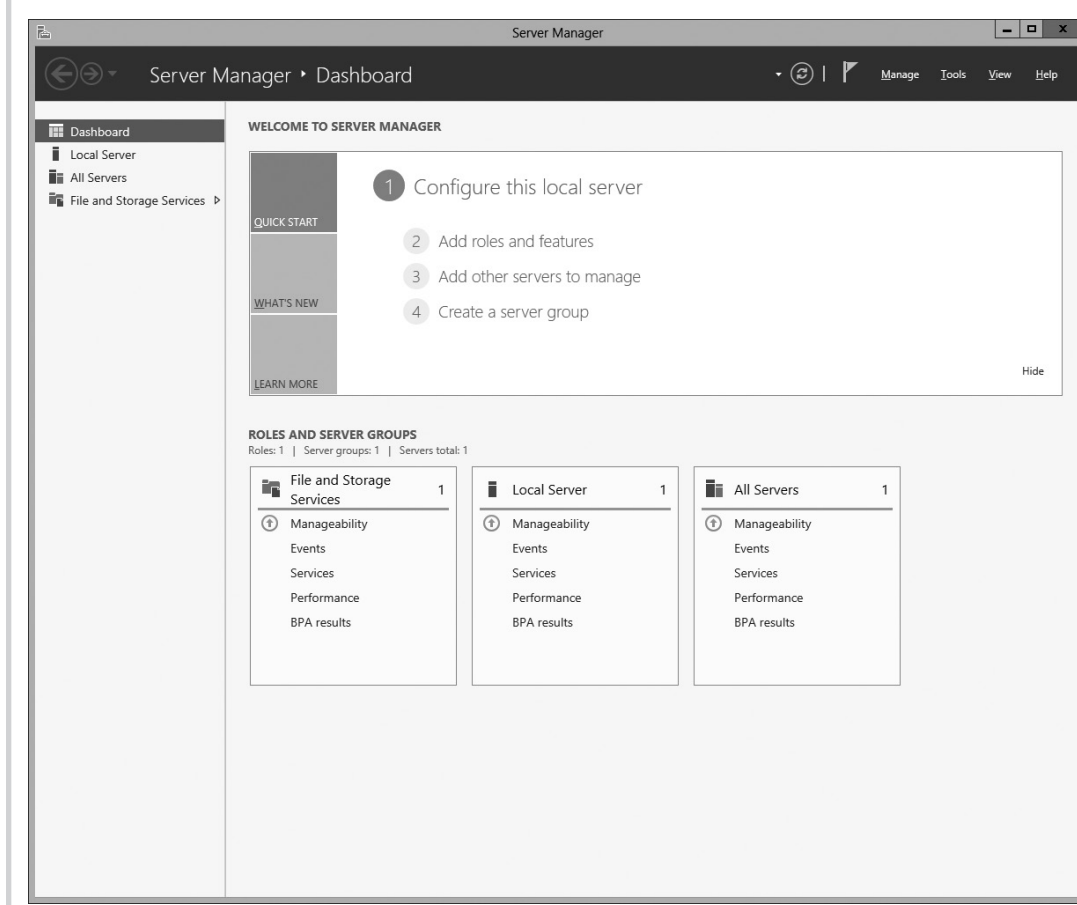 Server Manager
Server Manager • Dashboard
Manage Tools View Help
Dashboard
Local Server
All Servers
File and Storage Services
WELCOME TO SERVER MANAGER
QUICK START
WHAT'S NEW
LEARN MORE
1 Configure this local server
2 Add roles and features
3 Add other servers to manage
4 Create a server group
Hide
ROLES AND SERVER GROUPS
Roles: 1 | Server groups: 1 | Servers total: 1
File and Storage
Services 1
Manageability
Events
Services
Performance
BPA results
Local Server 1
Manageability
Events
Services
Performance
BPA results
All Servers 1
Manageability
Events
Services
Performance
BPA results